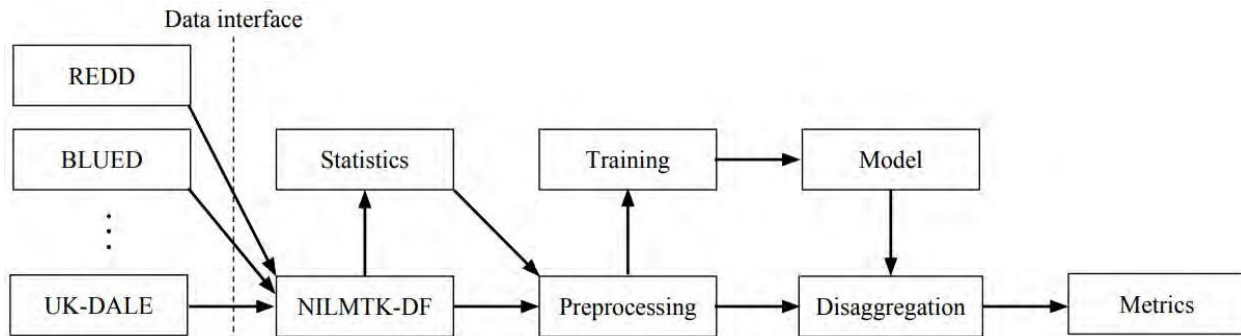 Data interface
REDD
BLUED
Statistics
Training
Model
UK-DALE
NILMTK-DF
Preprocessing
Disaggregation
Metrics